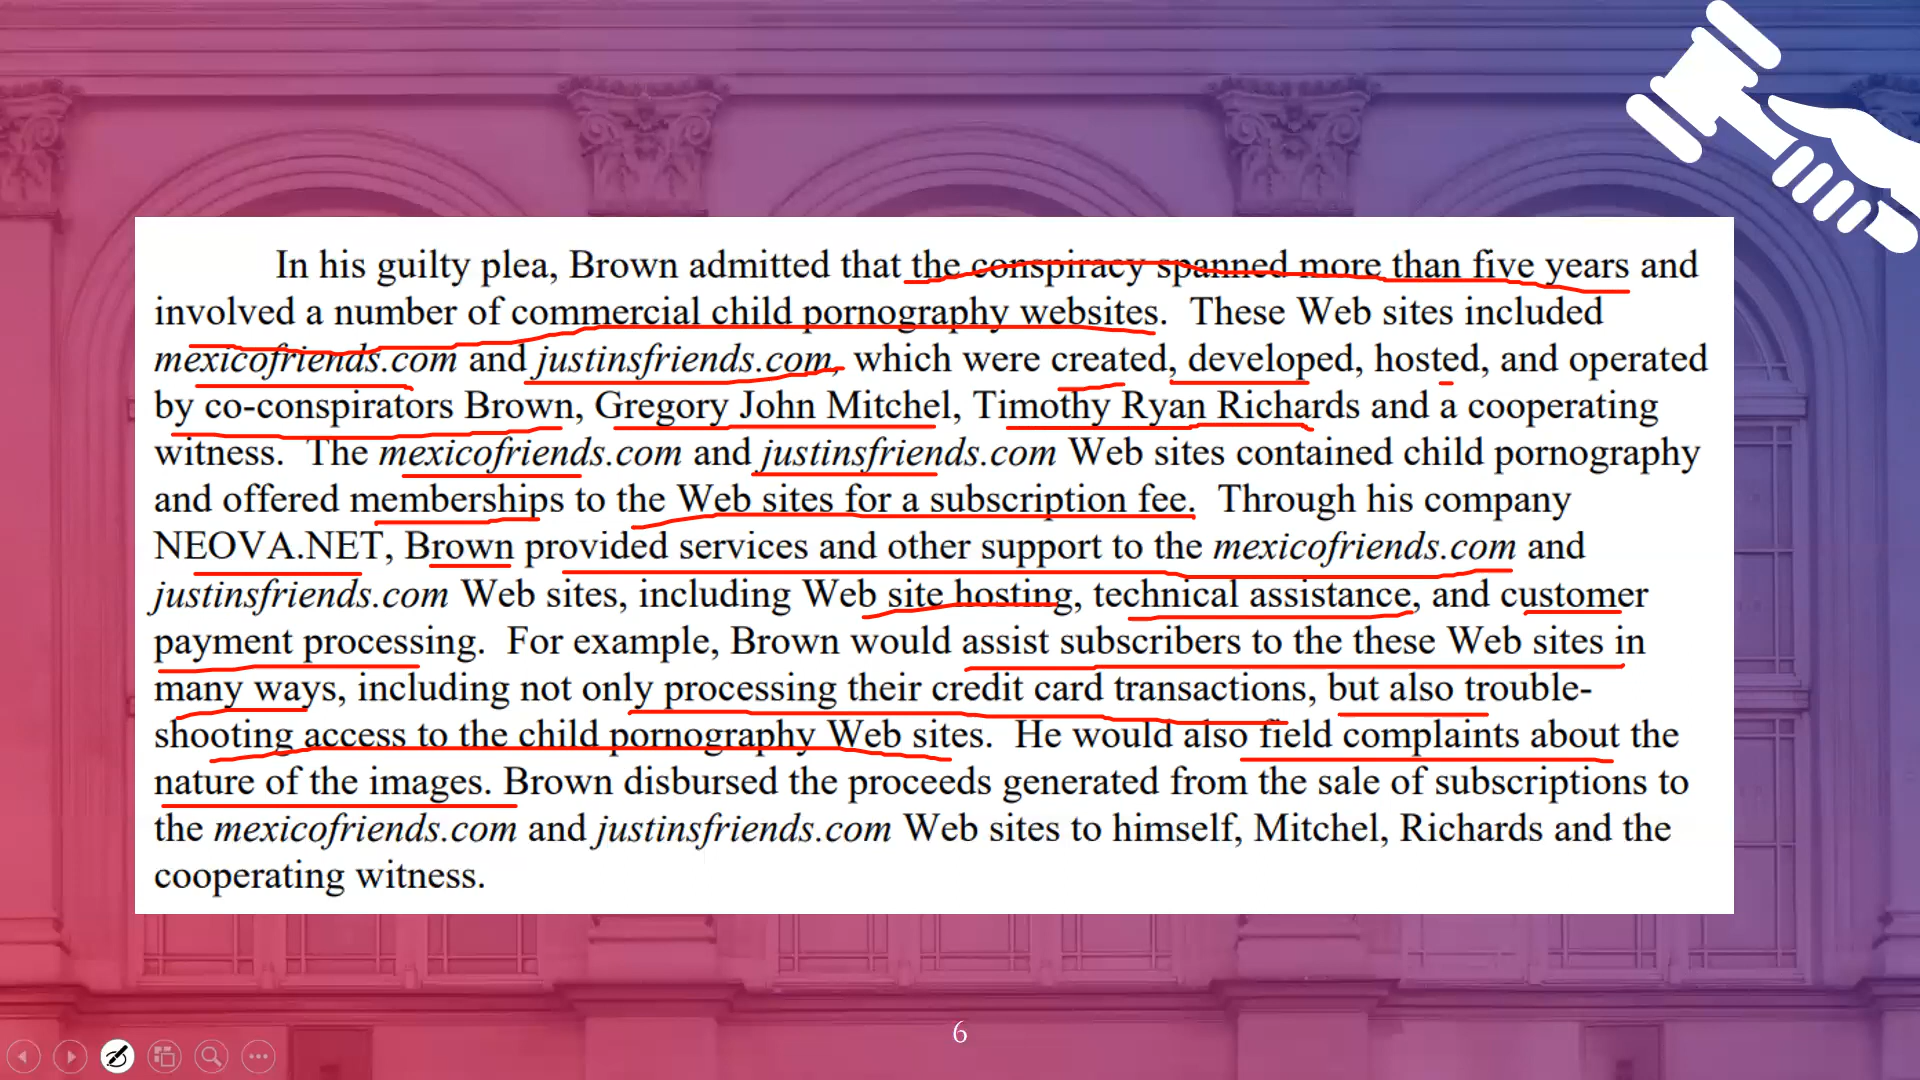 In his guilty plea, Brown admitted that the conspiracy spanned more than five years and
involved a number of commercial child pornography websites. These Web sites included
mexicofriends.com and justinsfriends.com, which were created, developed, hosted, and operated
by co-conspirators Brown, Gregory John Mitchel, Timothy Ryan Richards and a cooperating
witness. The mexicofriends.com and justinsfriends.com Web sites contained child pornography
and offered memberships to the Web sites for a subscription fee. Through his company
NEOVA.NET, Brown provided services and other support to the mexicofriends.com and
justinsfriends.com Web sites, including Web site hosting, technical assistance, and customer
payment processing. For example, Brown would assist subscribers to the these Web sites in
many ways, including not only processing their credit card transactions, but also trouble-
shooting access to the child pornography Web sites. He would also field complaints about the
nature of the images. Brown disbursed the proceeds generated from the sale of subscriptions to
the mexicofriends.com and justinsfriends.com Web sites to himself, Mitchel, Richards and the
cooperating witness.
6